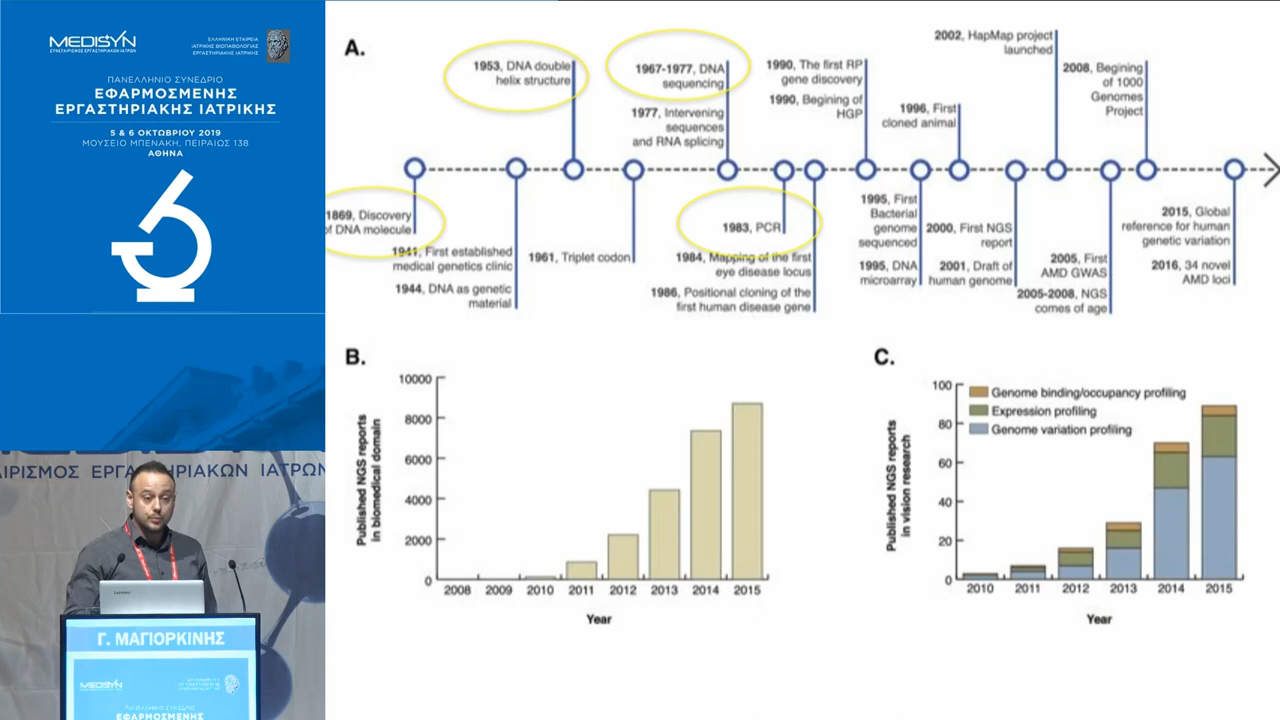 MEDISYN
ΣΥΝΕΤΑΙΡΙΣΜΟΣ ΕΡΓΑΣΤΗΡΙΑΚΩΝ ΙΑΤΡΩΝ
ΕΛΛΗΝΙΚΗ ΕΤΑΙΡΕΙΑ
ΙΑΤΡΙΚΗΣ ΒΙΟΠΑΘΟΛΟΓΙΑΣ
ΕΡΓΑΣΤΗΡΙΑΚΗΣ ΙΑΤΡΙΚΗΣ
ΠΑΝΕΛΛΗΝΙΟ ΣΥΝΕΔΡΙΟ
ΕΦΑΡΜΟΣΜΕΝΗΣ
ΕΡΓΑΣΤΗΡΙΑΚΗΣ ΙΑΤΡΙΚΗΣ
5 & 6 ΟΚΤΩΒΡΙΟΥ 2019
ΜΟΥΣΕΙΟ ΜΠΕΝΑΚΗ, ΠΕΙΡΑΙΩΣ 138
ΑΘΗΝΑ
ΑΙΡΙΣΜΟΣ ΕΡΓΑΣΤΗΡΙΑΚΩΝ ΙΑΤΡΩΝ
Γ. ΜΑΓΙΟΡΚΙΝΗΣ
MEDISYN
ΠΑΝΕΛΛΗΝΙΟ ΣΥΝΕΔΡΙΟ
ΕΦΑΡΜΟΣΜΕΝΗΣ
A.
1953, DNA double
helix structure
1967-1977, DNA
sequencing
1977, Intervening
sequences
and RNA splicing
1990, The first RP
gene discovery
1990, Begining of
HGP
1996, First
cloned animal
2002, HapMap project
launched
2008, Begining
of 1000
Genomes
Project
1869, Discovery
of DNA molecule
1941, First established
medical genetics clinic
1944, DNA as genetic
material
1961, Triplet codon
1983, PCR
1984, Mapping of the first
eye disease locus
1986, Positional cloning of the
first human disease gene
1995, First
Bacterial
genome
sequenced
1995, DNA
microarray
2000, First NGS
report
2001, Draft of
human genome
2005, First
AMD GWAS
2005-2008, NGS
comes of age
2015, Global
reference for human
genetic variation
2016, 34 novel
AMD loci
B.
Published NGS reports
in biomedical domain
10000
8000
6000
4000
2000
0
2008 2009 2010 2011 2012 2013 2014 2015
Year
C.
Published NGS reports
in vision research
100
80
60
40
20
0
Genome binding/occupancy profiling
Expression profiling
Genome variation profiling
2010 2011 2012 2013 2014 2015
Year